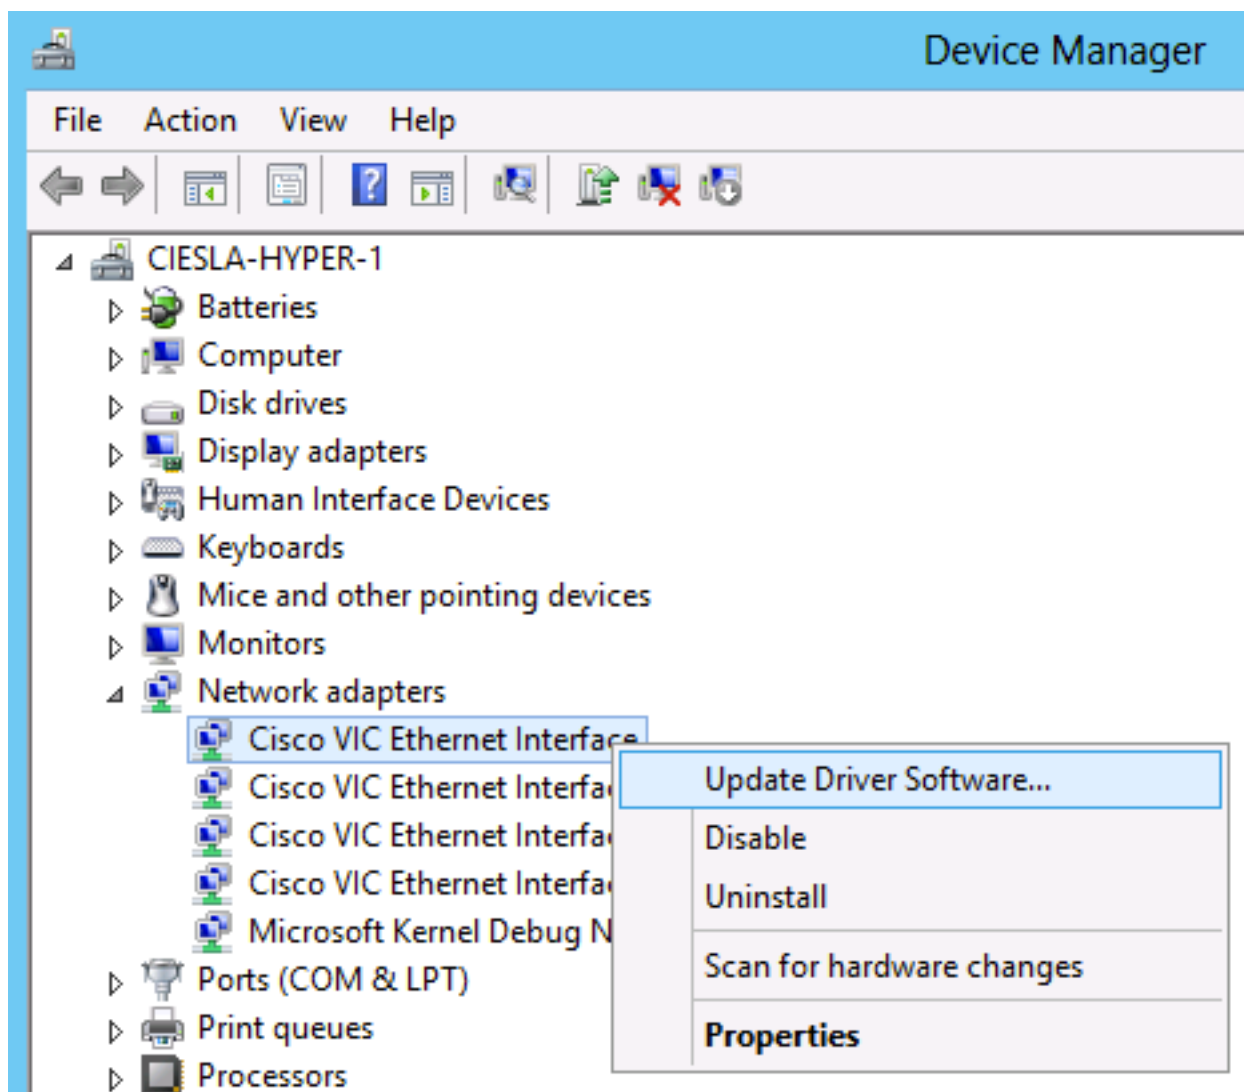 Device Manager
File Action View Help
CIESLA-HYPER-1
Batteries
Computer
Disk drives
Display adapters
Human Interface Devices
Keyboards
Mice and other pointing devices
Monitors
Network adapters
Cisco VIC Ethernet Interface
Cisco VIC Ethernet Interfa
Cisco VIC Ethernet Interfa
Cisco VIC Ethernet Interfa
Microsoft Kernel Debug N
Ports (COM & LPT)
Print queues
Processors
Update Driver Software...
Disable
Uninstall
Scan for hardware changes
Properties